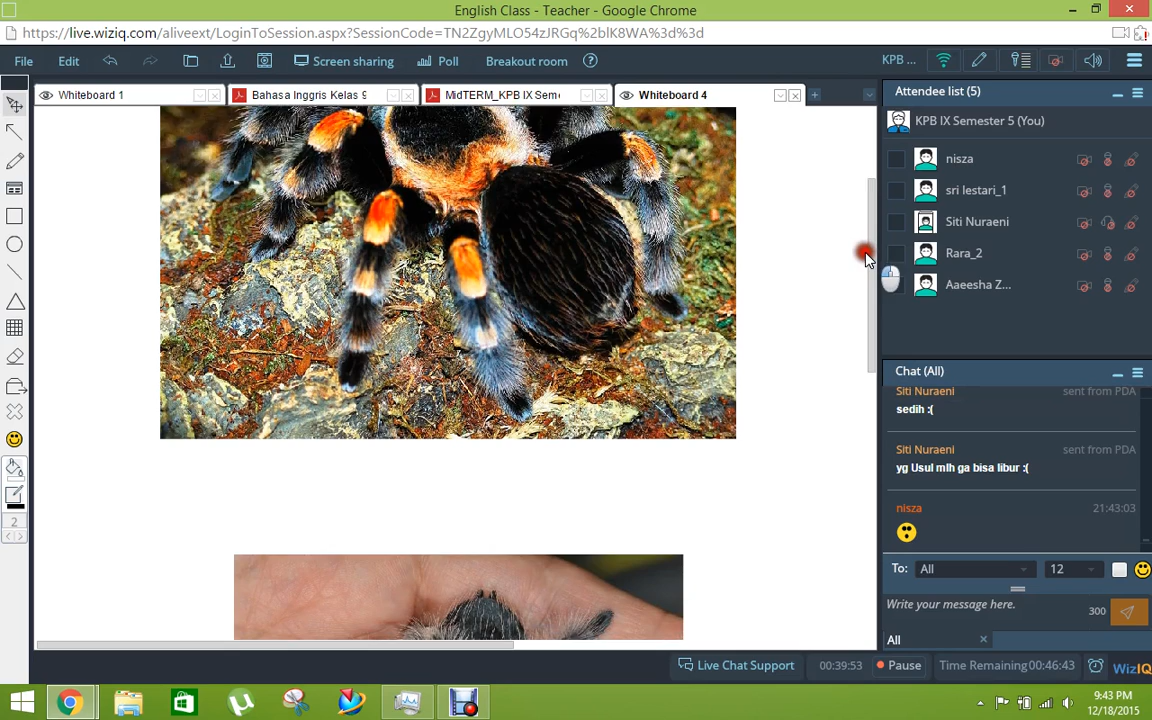 English Class - Teacher - Google Chrome
https://live.wiziq.com/aliveext/LoginToSession.aspx?SessionCode=TN2ZgyMLO54zJRGq%2blK8WA%3d%3d
File Edit Screen sharing Poll Breakout room KPB ...
Whiteboard 1 Bahasa Inggris Kelas 9 MidTERM_KPB IX Sem Whiteboard 4
Attendee list (5)
KPB IX Semester 5 (You)
nisza
sri lestari_1
Siti Nuraeni
Rara_2
Aaeesha Z...
Chat (All)
Siti Nuraeni sent from PDA
sedih :(
Siti Nuraeni sent from PDA
yg Usul mlh ga bisa libur :(
nisza 21:43:03
To: All 12
Write your message here. 300
All
2
Live Chat Support 00:39:53 Pause Time Remaining 00:46:43 WizIQ
9:43 PM
12/18/2015